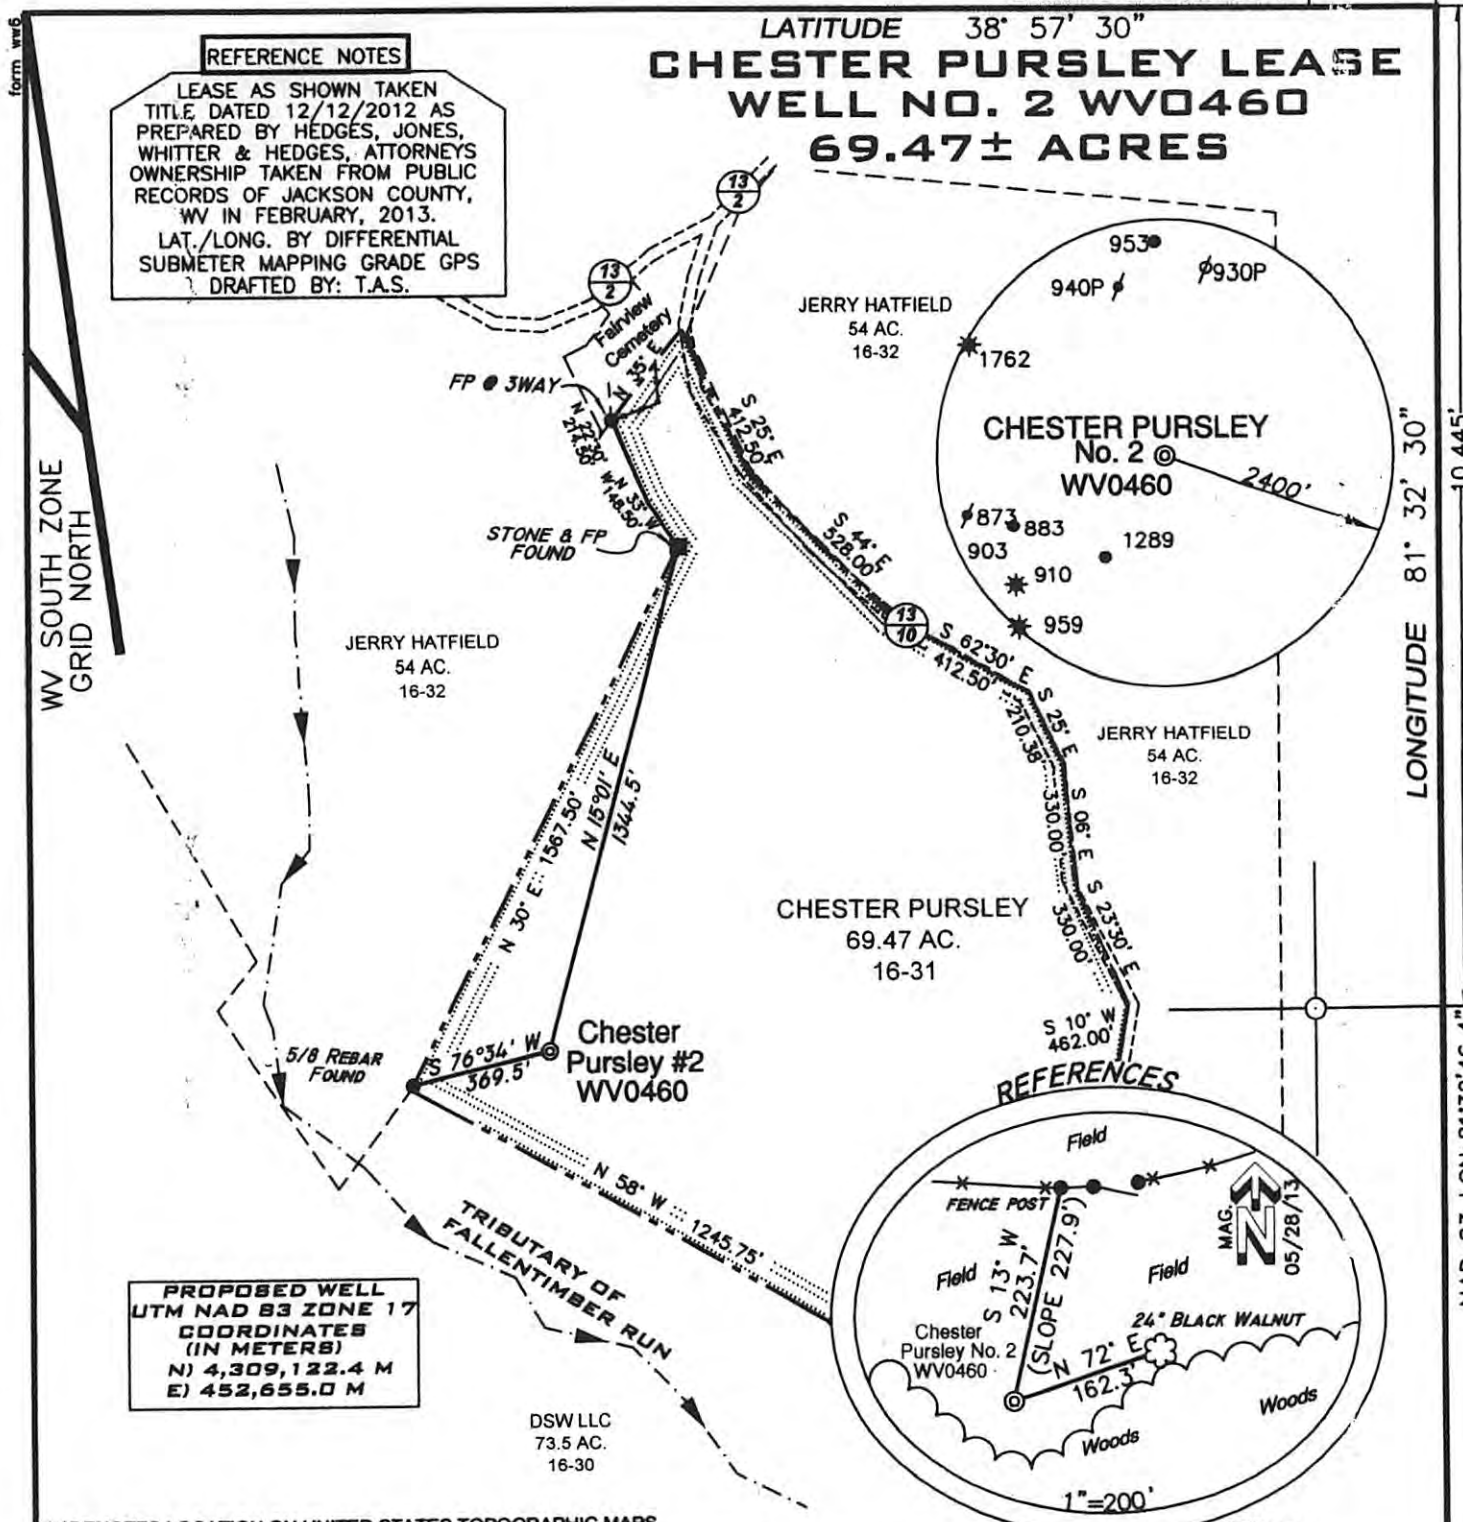 form ww6
LATITUDE 38° 57' 30"
CHESTER PURSLEY LEASE
WELL NO. 2 WV0460
69.47± ACRES
REFERENCE NOTES
LEASE AS SHOWN TAKEN
TITLE DATED 12/12/2012 AS
PREPARED BY HEDGES, JONES,
WHITTER & HEDGES, ATTORNEYS
OWNERSHIP TAKEN FROM PUBLIC
RECORDS OF JACKSON COUNTY,
WV IN FEBRUARY, 2013.
LAT./LONG. BY DIFFERENTIAL
SUBMETER MAPPING GRADE GPS
DRAFTED BY: T.A.S.
13
2
13
2
Fairview
Cemetery
N 35° E
FP @ 3WAY
N 22°30' W
214.50'
N 33° W
148.50'
STONE & FP
FOUND
S 25° E
412.50'
S 44° E
528.00'
13
10
S 62°30' E
412.50'
S 25° E
210.38'
S 06° E
330.00'
S 23°30' E
330.00'
S 10° W
462.00'
JERRY HATFIELD
54 AC.
16-32
953
930P
940P
1762
CHESTER PURSLEY
No. 2
WV0460
2400'
873
883
903
1289
910
959
LONGITUDE 81° 32' 30"
10,445'
WV SOUTH ZONE
GRID NORTH
JERRY HATFIELD
54 AC.
16-32
JERRY HATFIELD
54 AC.
16-32
N 30° E 1567.50'
N 15°01' E
1344.5'
CHESTER PURSLEY
69.47 AC.
16-31
5/8 REBAR
FOUND
S 76°34' W
369.5'
Chester
Pursley #2
WV0460
N 58° W 1245.75'
TRIBUTARY OF
FALLENTIMBER RUN
PROPOSED WELL
UTM NAD 83 ZONE 17
COORDINATES
(IN METERS)
N) 4,309,122.4 M
E) 452,655.0 M
DSW LLC
73.5 AC.
16-30
REFERENCES
Field
FENCE POST
MAG.
N
05/28/13
Field
S 13° W
223.7'
(SLOPE 227.9')
Field
24" BLACK WALNUT
Chester
Pursley No. 2
WV0460
N 72° E
162.3'
Woods
Woods
1"=200'